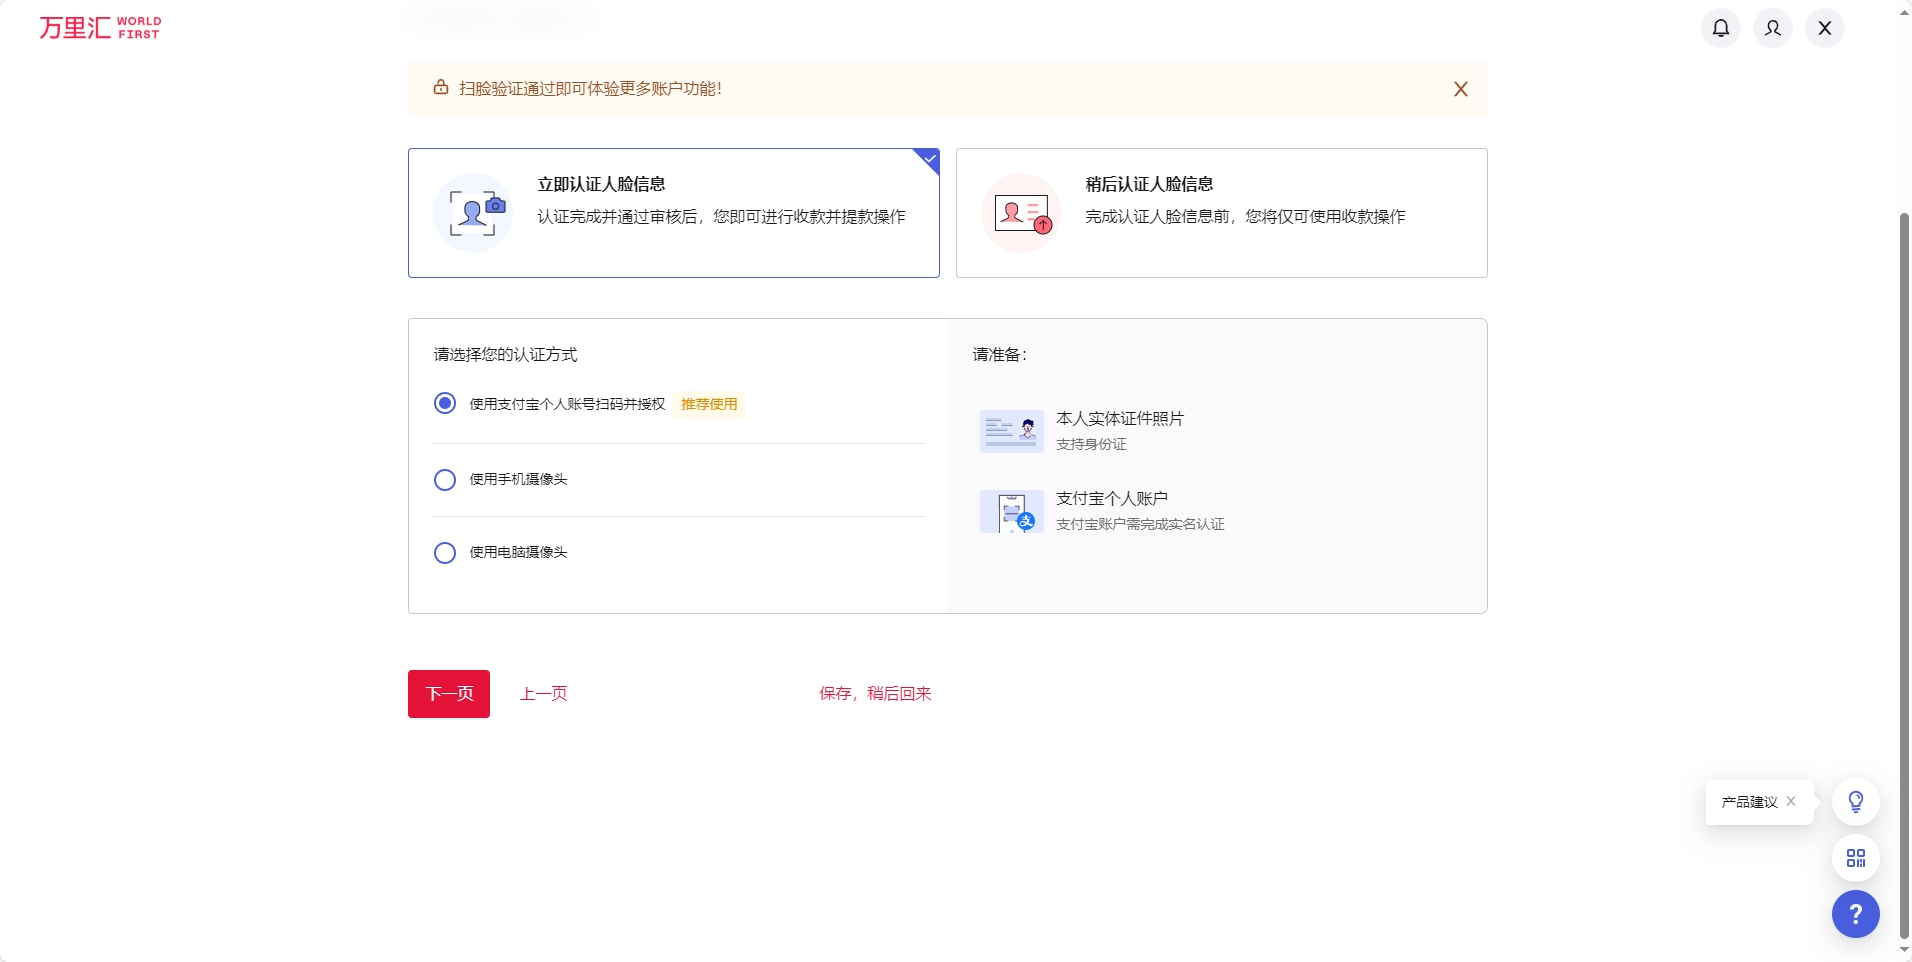 万里汇 WORLD FIRST
扫脸验证通过即可体验更多账户功能！
立即认证人脸信息
认证完成并通过审核后，您即可进行收款并提款操作
稍后认证人脸信息
完成认证人脸信息前，您将仅可使用收款操作
请选择您的认证方式
使用支付宝个人账号扫码并授权 推荐使用
使用手机摄像头
使用电脑摄像头
请准备：
本人实体证件照片
支持身份证
支付宝个人账户
支付宝账户需完成实名认证
下一页 上一页 保存，稍后回来
产品建议